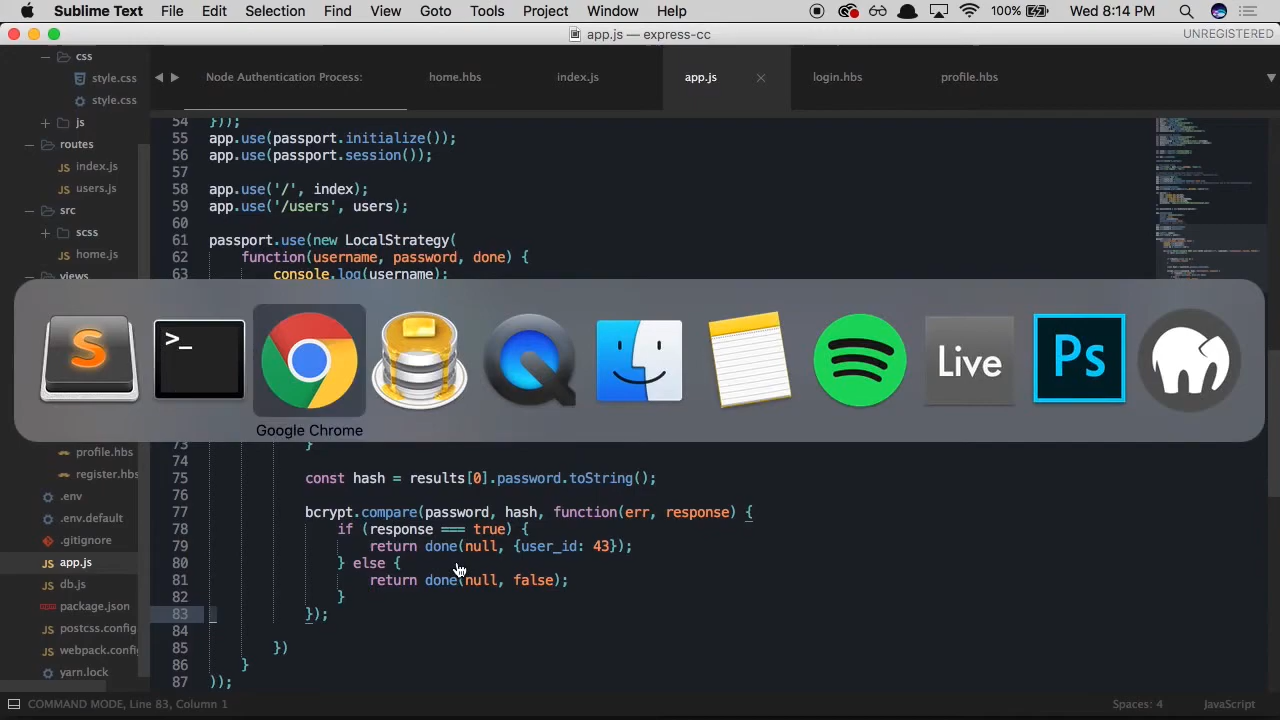 Sublime Text File Edit Selection Find View Goto Tools Project Window Help 100% Wed 8:14 PM
app.js — express-cc UNREGISTERED
css
style.css
style.css
js
routes
index.js
users.js
src
scss
home.js
views
profile.hbs
register.hbs
.env
.env.default
.gitignore
app.js
db.js
package.json
postcss.config
webpack.confi
yarn.lock
Node Authentication Process: home.hbs index.js app.js login.hbs profile.hbs
54 }));
55 app.use(passport.initialize());
56 app.use(passport.session());
57
58 app.use('/', index);
59 app.use('/users', users);
60
61 passport.use(new LocalStrategy(
62 function(username, password, done) {
63 console.log(username);
>_ Live Ps
Google Chrome
73 }
74
75 const hash = results[0].password.toString();
76
77 bcrypt.compare(password, hash, function(err, response) {
78 if (response === true) {
79 return done(null, {user_id: 43});
80 } else {
81 return done(null, false);
82 }
83 });
84
85 })
86 }
87 ));
COMMAND MODE, Line 83, Column 1 Spaces: 4 JavaScript